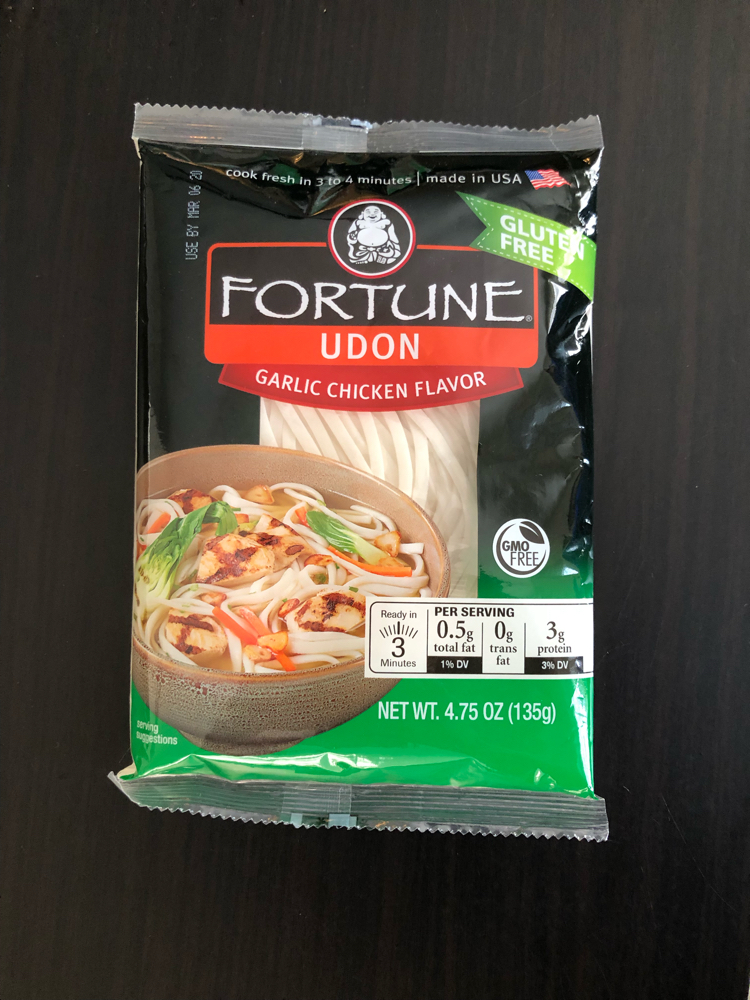 cook fresh in 3 to 4 minutes | made in USA
USE BY MAR 06 20
GLUTEN
FREE
FORTUNE®
UDON
GARLIC CHICKEN FLAVOR
GMO
FREE
Ready in
3
Minutes
PER SERVING
0.5g
total fat
1% DV
0g
trans
fat
3g
protein
3% DV
NET WT. 4.75 OZ (135g)
serving
suggestions